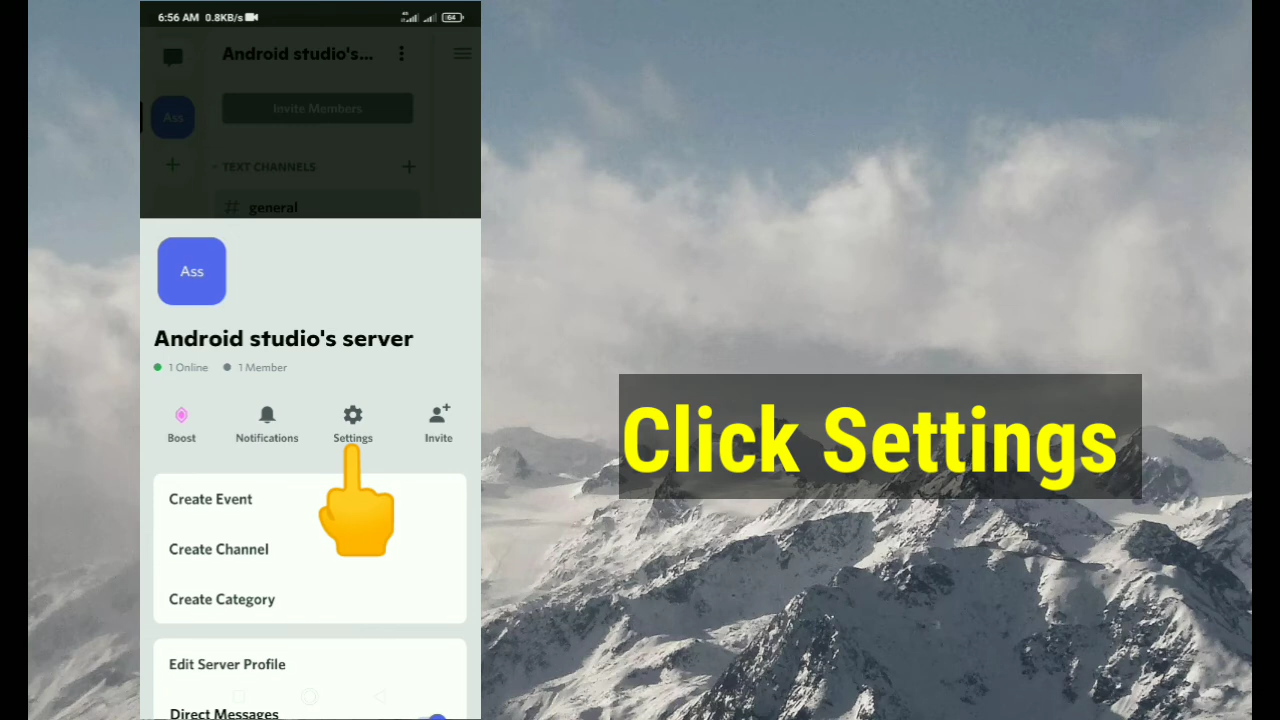 6:56 AM 0.8KB/s
4G 64
Android studio's...
Ass
Invite Members
TEXT CHANNELS
# general
Ass
Android studio's server
1 Online 1 Member
Boost Notifications Settings Invite
Click Settings
Create Event
Create Channel
Create Category
Edit Server Profile
Direct Messages